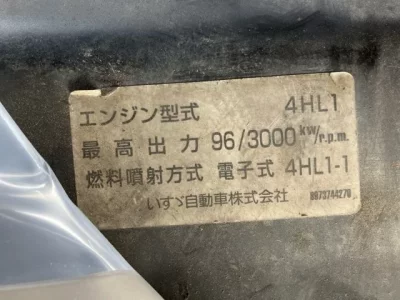 エンジン型式 4HL1
最高出力 96/3000 kW/r.p.m.
燃料噴射方式 電子式 4HL1-1
いすゞ自動車株式会社 8973744270